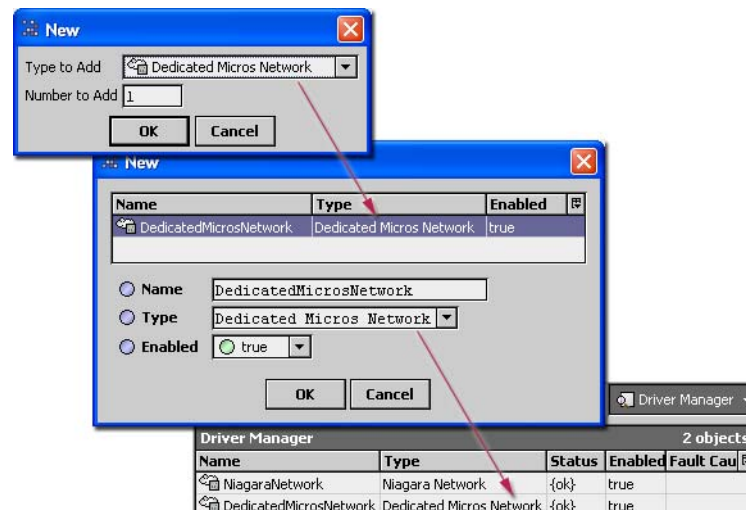 New
Type to Add Dedicated Micros Network
Number to Add 1
OK Cancel
New
Name Type Enabled
DedicatedMicrosNetwork Dedicated Micros Network true
Name DedicatedMicrosNetwork
Type Dedicated Micros Network
Enabled true
OK Cancel
Driver Manager
Driver Manager 2 objects
Name Type Status Enabled Fault Cau
NiagaraNetwork Niagara Network {ok} true
DedicatedMicrosNetwork Dedicated Micros Network {ok} true